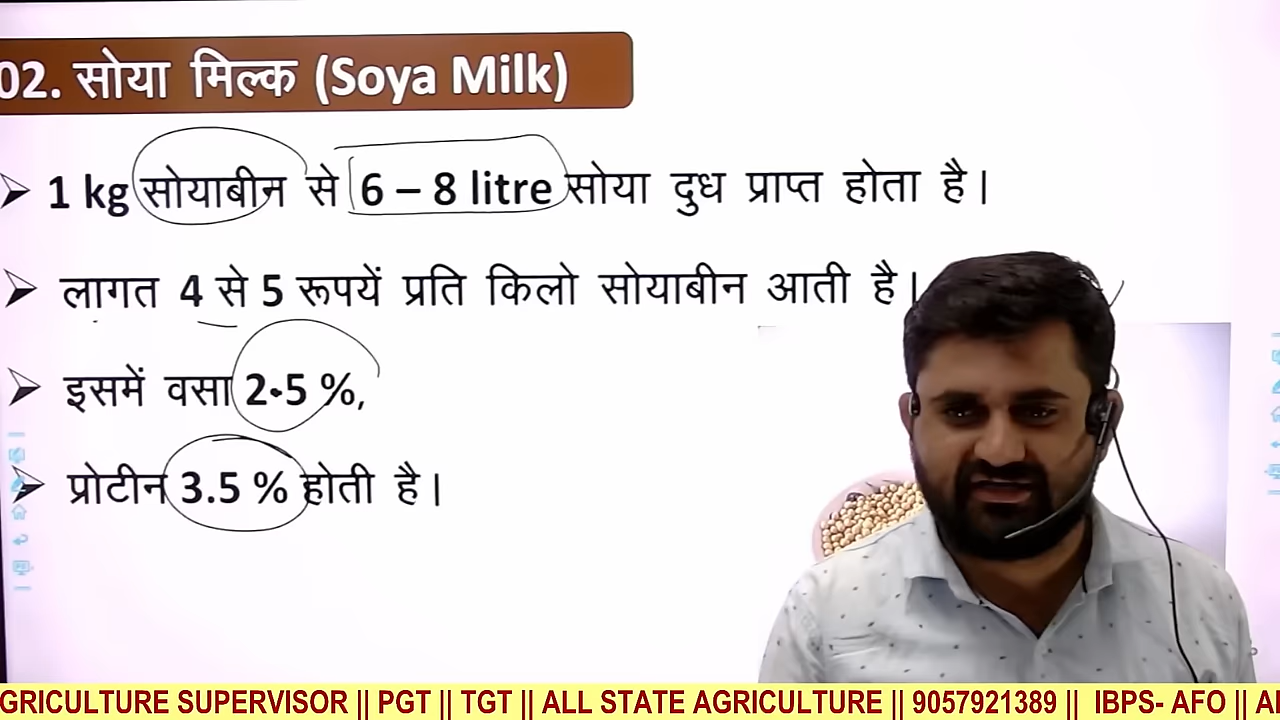 02. सोया मिल्क (Soya Milk)
1 kg सोयाबीन से 6 – 8 litre सोया दुध प्राप्त होता है।
लागत 4 से 5 रूपयें प्रति किलो सोयाबीन आती है।
इसमें वसा 2.5 %,
प्रोटीन 3.5 % होती है।
GRICULTURE SUPERVISOR || PGT || TGT || ALL STATE AGRICULTURE || 9057921389 || IBPS- AFO || A